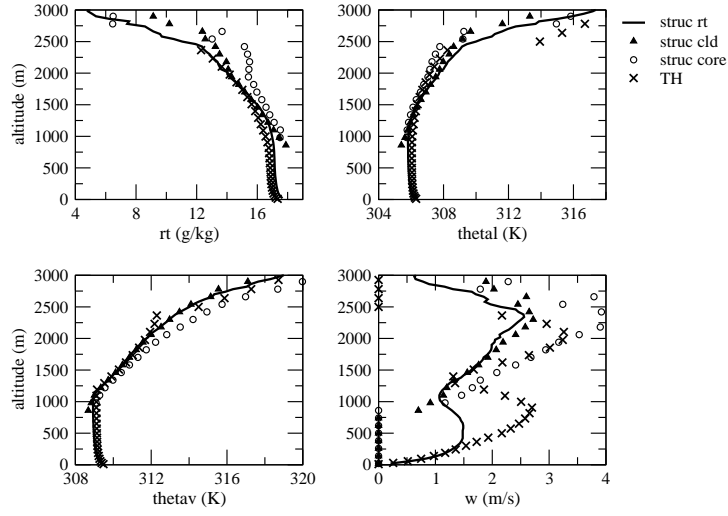 3000
2500
2000
1500
1000
500
0
altitude (m)
4 8 12 16
rt (g/kg)
3000
2500
2000
1500
1000
500
0
304 308 312 316
thetal (K)
struc rt
struc cld
struc core
TH
3000
2500
2000
1500
1000
500
0
altitude (m)
308 312 316 320
thetav (K)
3000
2500
2000
1500
1000
500
0
0 1 2 3 4
w (m/s)